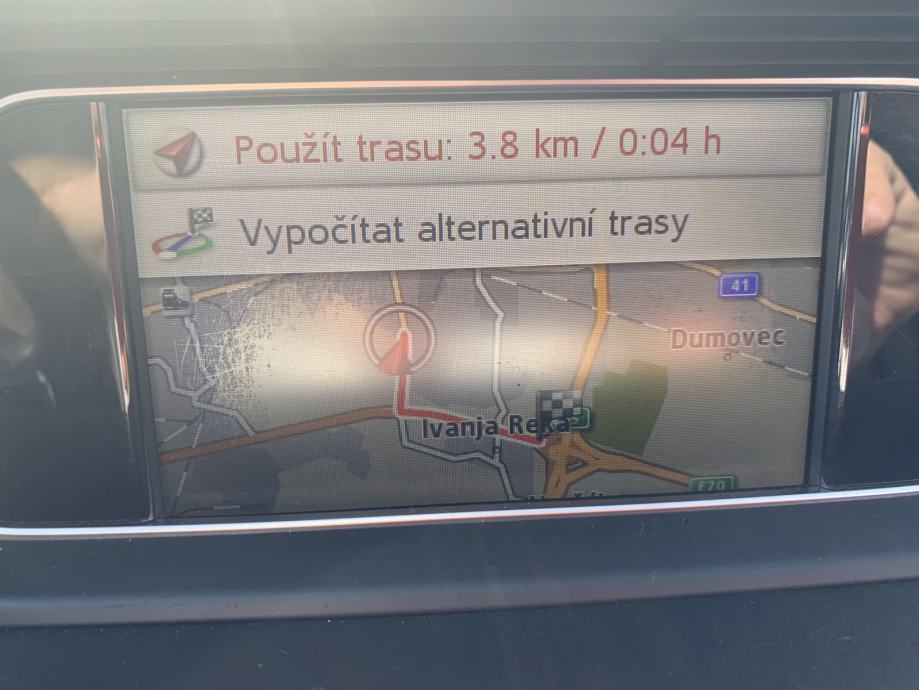 Použít trasu: 3.8 km / 0:04 h
Vypočítat alternativní trasy
41
Dumovec
Ivanja Reka
E70